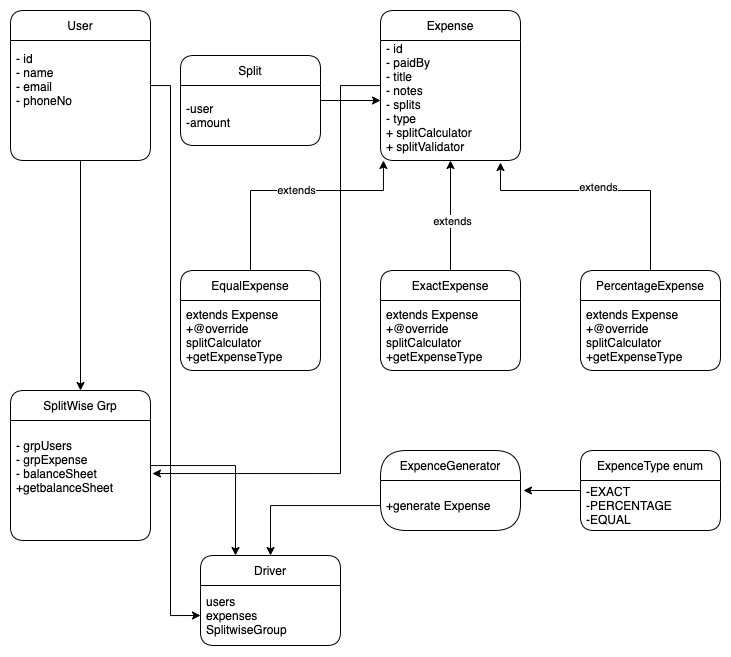 User
- id
- name
- email
- phoneNo
Split
-user
-amount
Expense
- id
- paidBy
- title
- notes
- splits
- type
+ splitCalculator
+ splitValidator
extends
extends
extends
EqualExpense
extends Expense
+@override
splitCalculator
+getExpenseType
ExactExpense
extends Expense
+@override
splitCalculator
+getExpenseType
PercentageExpense
extends Expense
+@override
splitCalculator
+getExpenseType
SplitWise Grp
- grpUsers
- grpExpense
- balanceSheet
+getbalanceSheet
ExpenceGenerator
+generate Expense
ExpenceType enum
-EXACT
-PERCENTAGE
-EQUAL
Driver
users
expenses
SplitwiseGroup